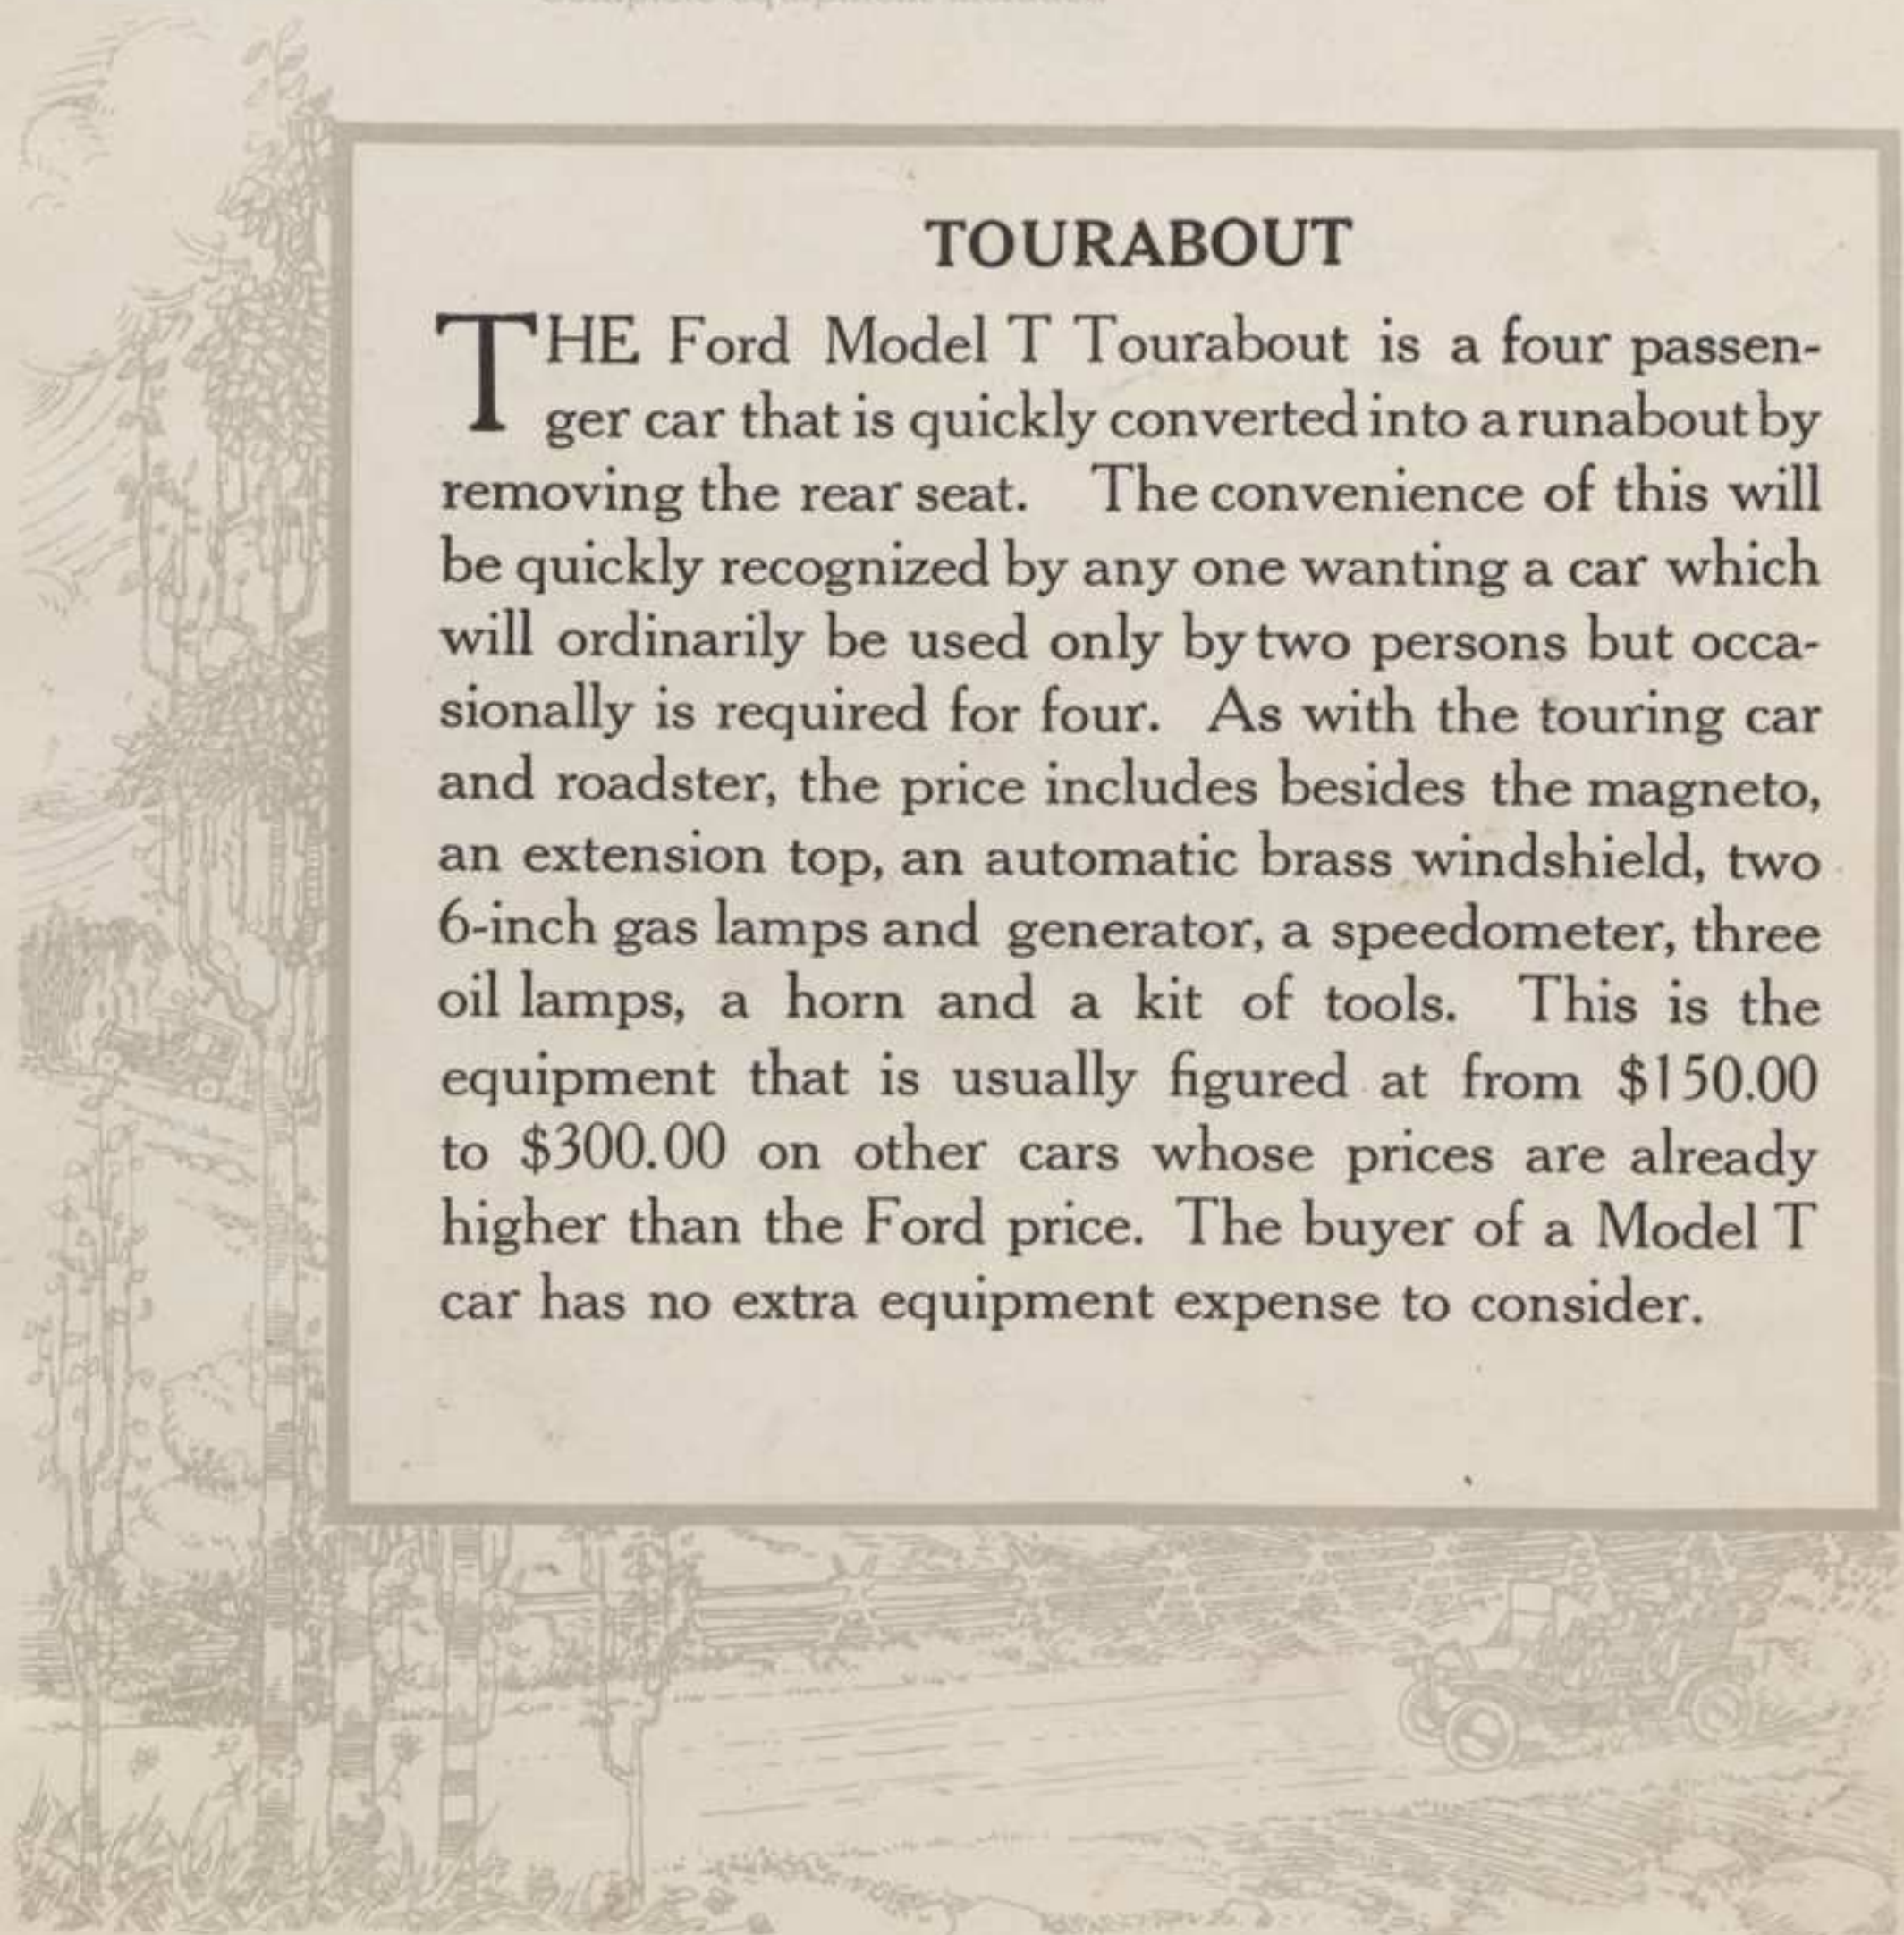 TOURABOUT
THE Ford Model T Tourabout is a four passen-
ger car that is quickly converted into a runabout by
removing the rear seat. The convenience of this will
be quickly recognized by any one wanting a car which
will ordinarily be used only by two persons but occa-
sionally is required for four. As with the touring car
and roadster, the price includes besides the magneto,
an extension top, an automatic brass windshield, two
6-inch gas lamps and generator, a speedometer, three
oil lamps, a horn and a kit of tools. This is the
equipment that is usually figured at from $150.00
to $300.00 on other cars whose prices are already
higher than the Ford price. The buyer of a Model T
car has no extra equipment expense to consider.